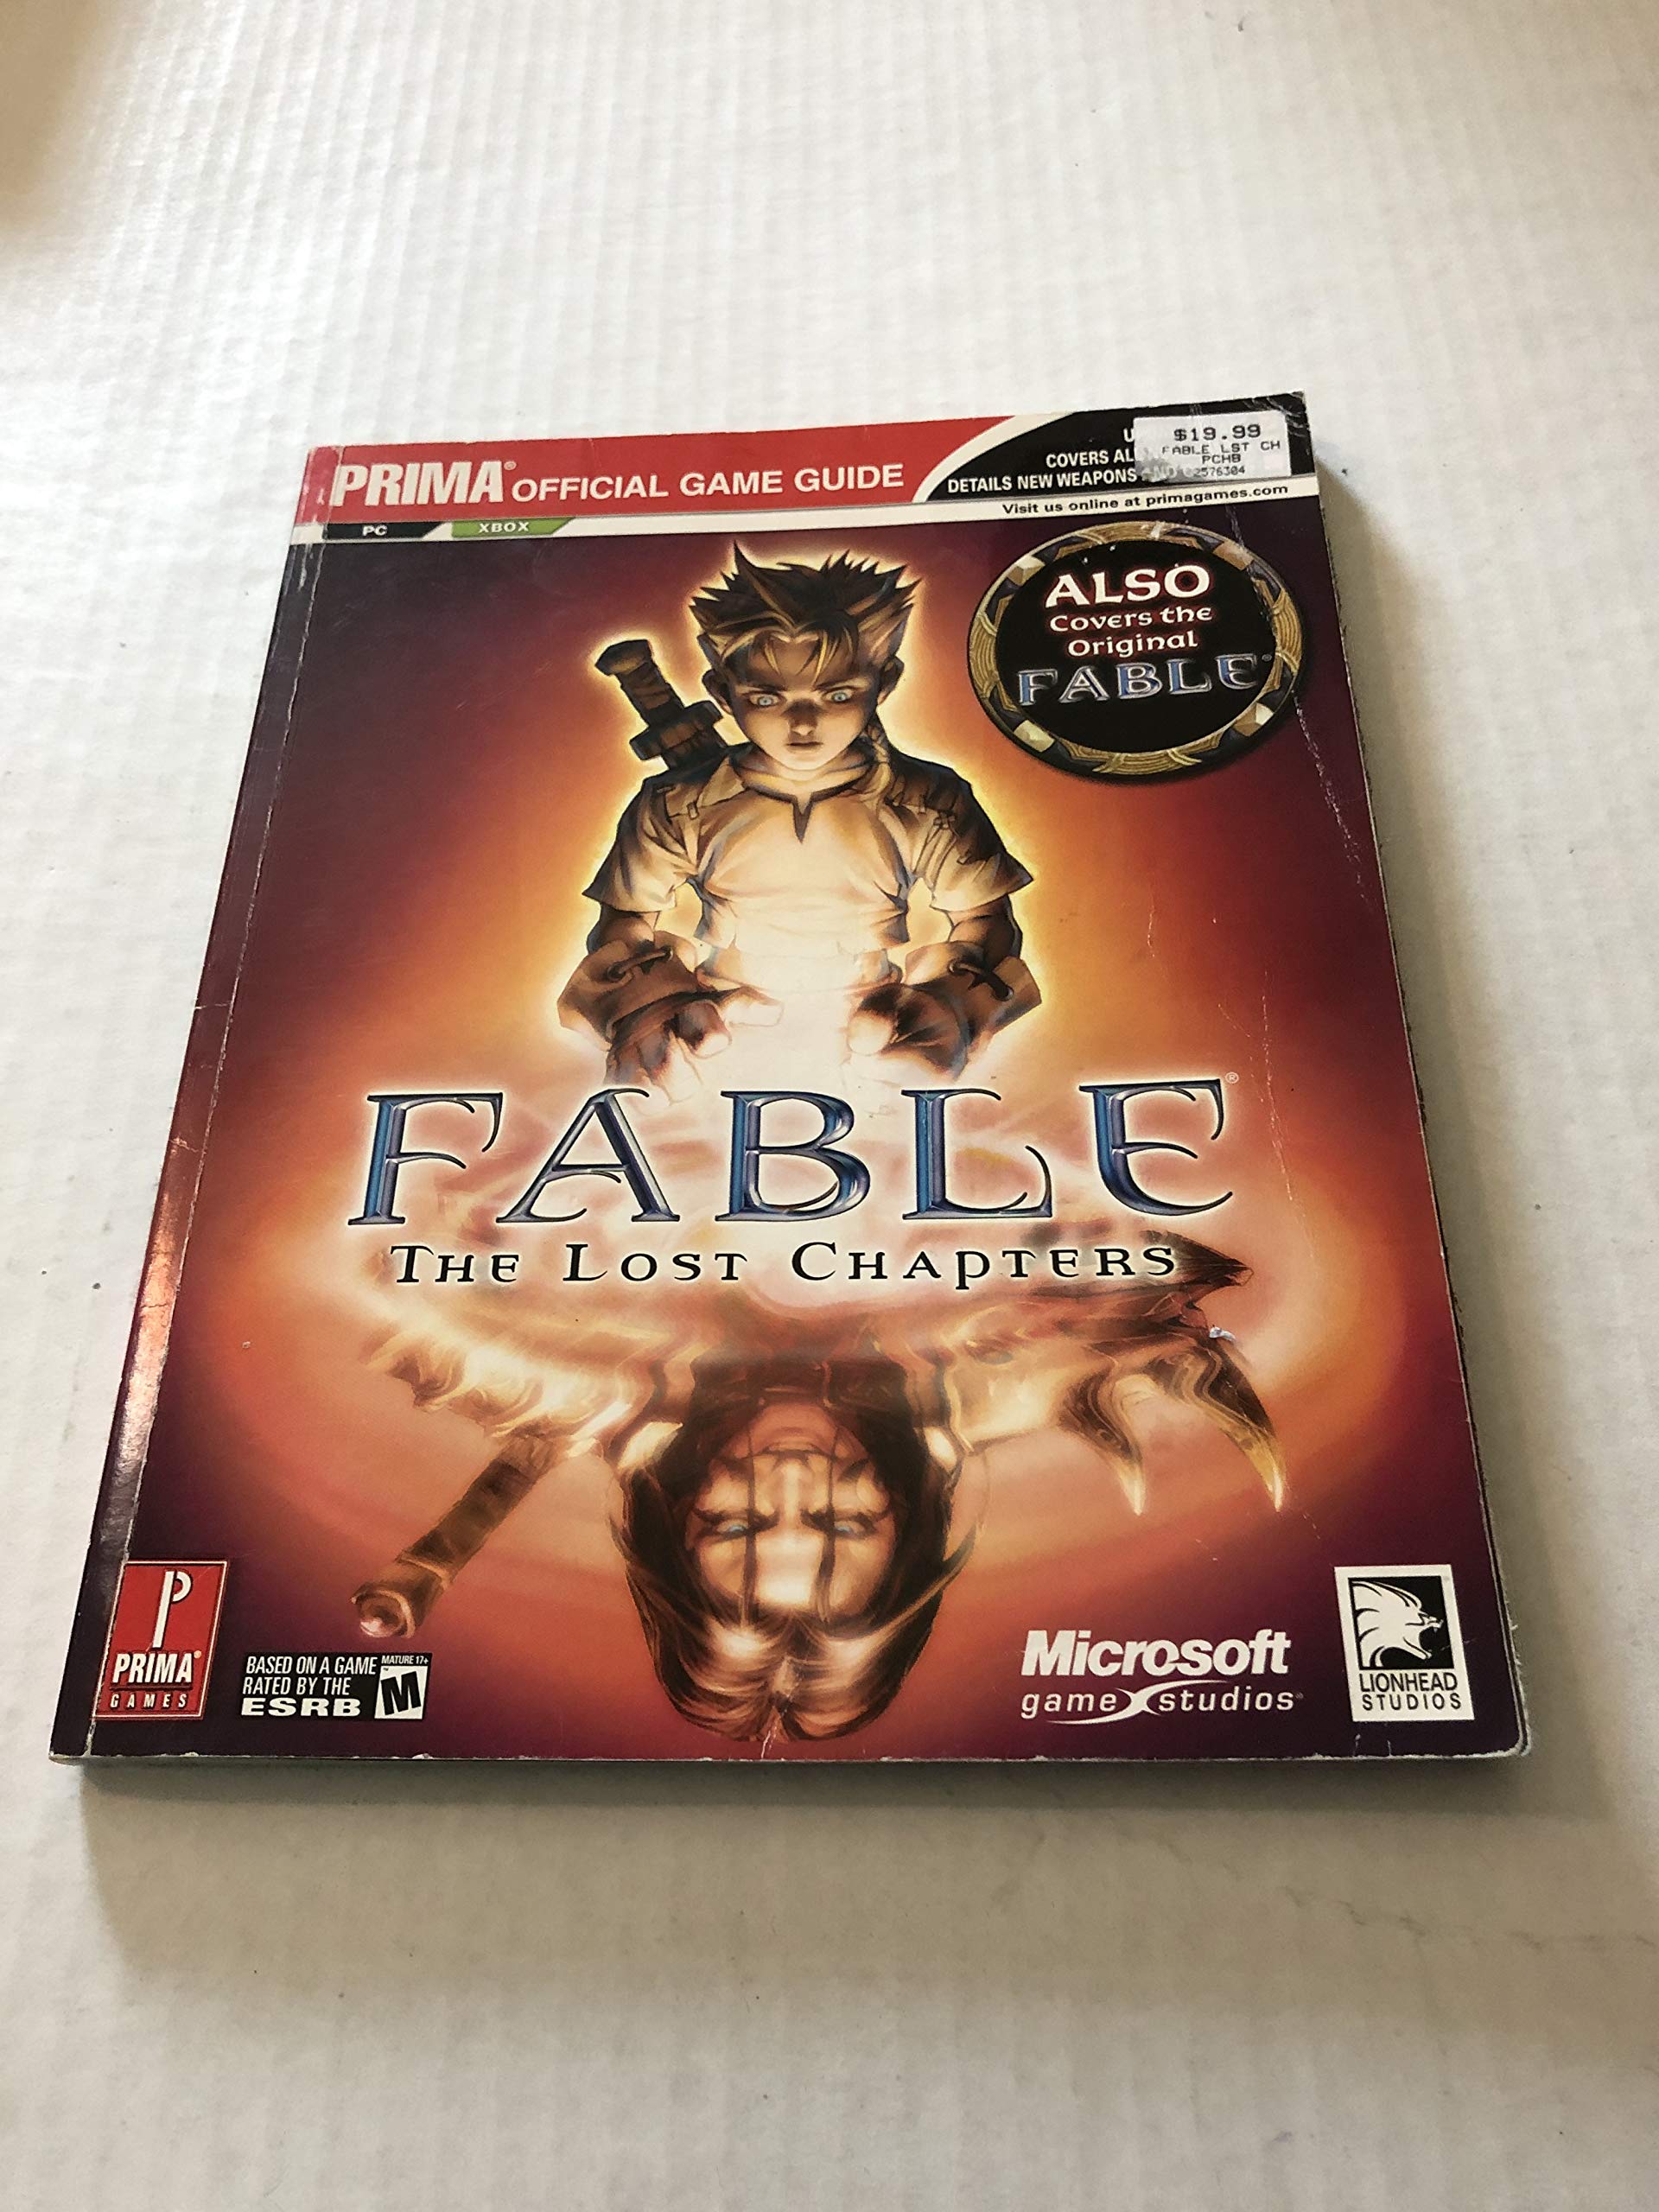 PRIMA® OFFICIAL GAME GUIDE
COVERS
DETAILS NEW WEAPONS
$19.99
FABLE LST CH
PCHB
Visit us online at primagames.com
PC
XBOX
ALSO
Covers the
Original
FABLE®
FABLE®
THE LOST CHAPTERS
PRIMA®
GAMES
BASED ON A GAME
RATED BY THE
ESRB
MATURE 17+
M
Microsoft
game studios®
LIONHEAD
STUDIOS